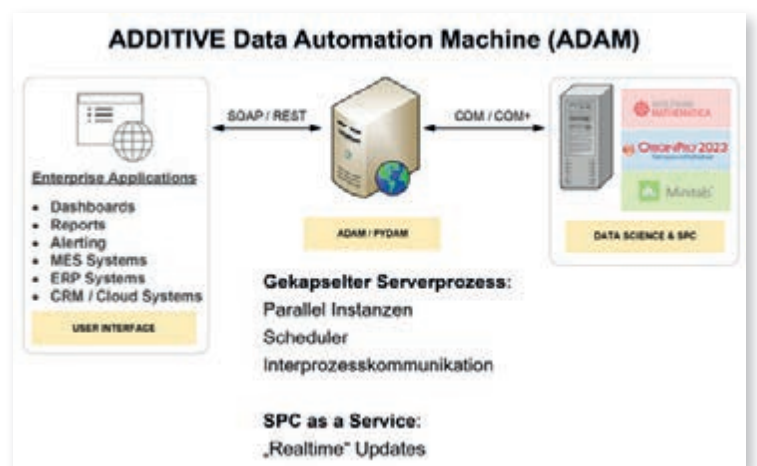 ADDITIVE Data Automation Machine (ADAM)
SOAP / REST
COM / COM+
Enterprise Applications
• Dashboards
• Reports
• Alerting
• MES Systems
• ERP Systems
• CRM / Cloud Systems
USER INTERFACE
ADAM / PYDAM
WOLFRAM
MATHEMATICA
ORIGINPRO 2023
Minitab
DATA SCIENCE & SPC
Gekapselter Serverprozess:
Parallel Instanzen
Scheduler
Interprozesskommunikation
SPC as a Service:
„Realtime" Updates